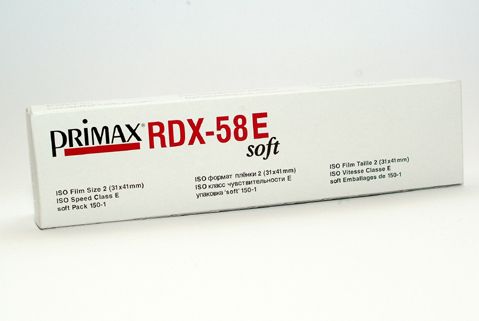 PRiMAX® RDX-58E
soft
ISO Film Size 2 (31x41mm)
ISO Speed Class E
soft Pack 150-1
ISO формат плёнки 2 (31x41mm)
ISO класс чувствительности E
упаковка 'soft' 150-1
ISO Film Taille 2 (31x41mm)
ISO Vitesse Classe E
soft Emballages de 150-1